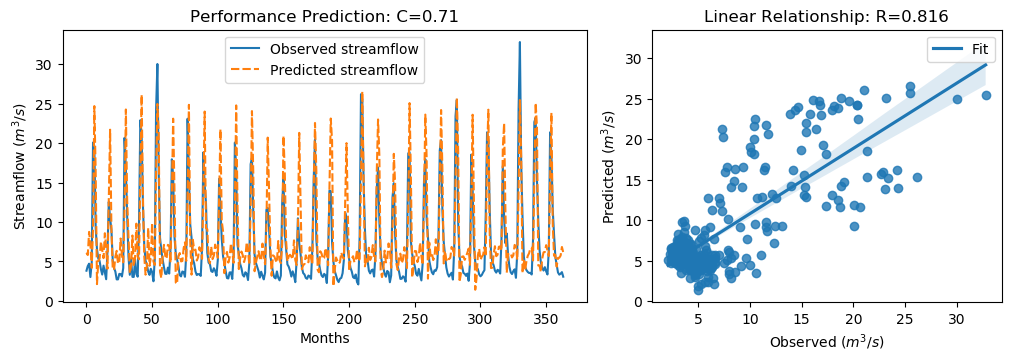 Performance Prediction: C=0.71
Observed streamflow
Predicted streamflow
Streamflow (m³/s)
30
25
20
15
10
5
0
0 50 100 150 200 250 300 350
Months
Linear Relationship: R=0.816
Fit
Predicted (m³/s)
30
25
20
15
10
5
0
5 10 15 20 25 30
Observed (m³/s)